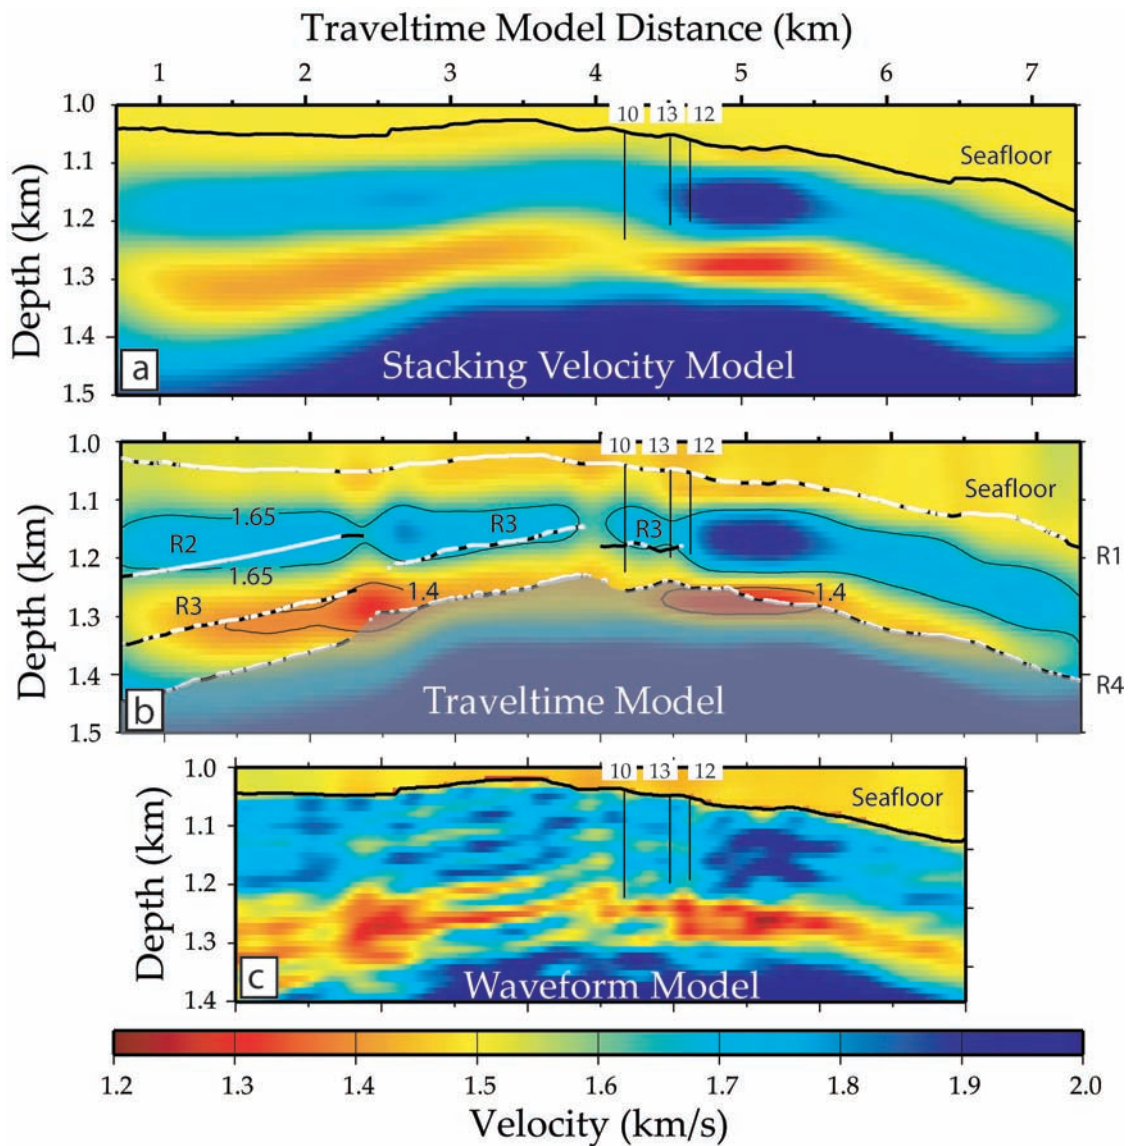 Traveltime Model Distance (km)
1 2 3 4 5 6 7
1.0
10 13 12
Seafloor
1.1
1.2
1.3
1.4
1.5
Depth (km)
a
Stacking Velocity Model
1.0
10 13 12
Seafloor
1.1
1.65
R3
R3
R2
R1
1.2
1.65
R3
1.4
1.4
1.3
1.4
R4
1.5
Depth (km)
b
Traveltime Model
1.0
10 13 12
Seafloor
1.1
1.2
1.3
1.4
Depth (km)
c
Waveform Model
1.2 1.3 1.4 1.5 1.6 1.7 1.8 1.9 2.0
Velocity (km/s)